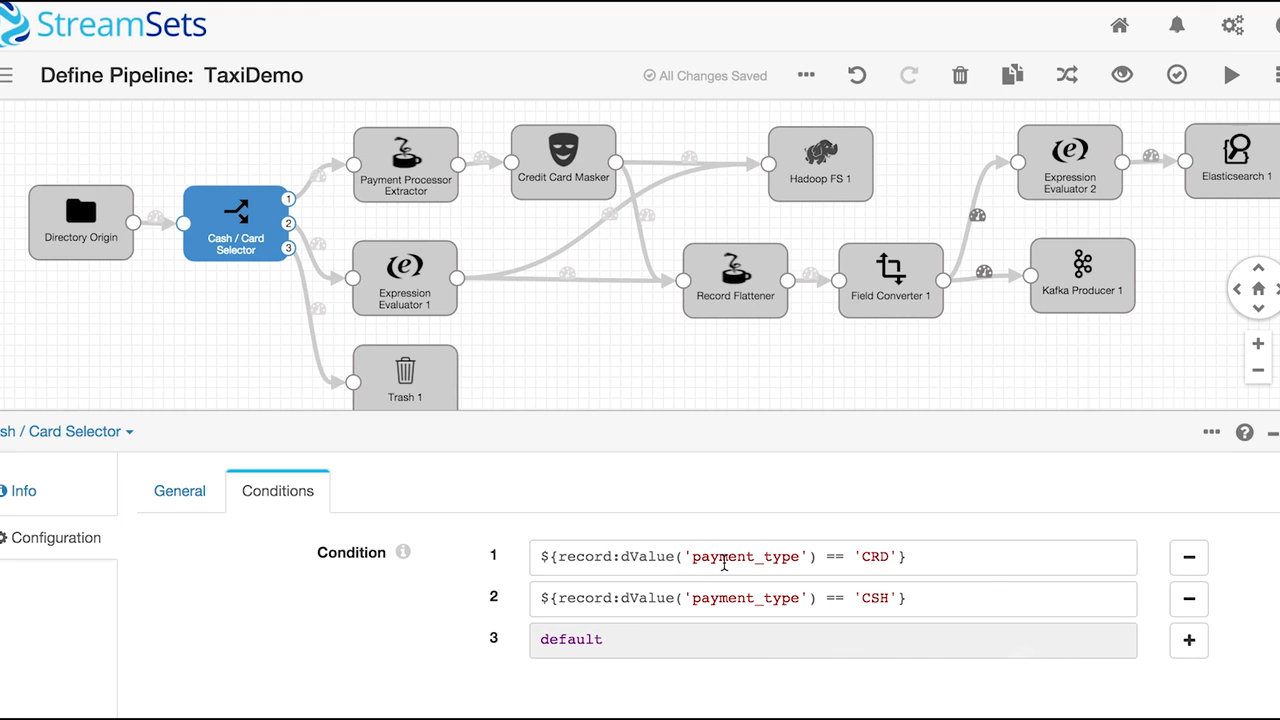 StreamSets
Define Pipeline: TaxiDemo
All Changes Saved
Payment Processor
Extractor
Credit Card Masker
Hadoop FS 1
Expression
Evaluator 2
Elasticsearch 1
Directory Origin
Cash / Card
Selector
1
2
3
Expression
Evaluator 1
Record Flattener
Field Converter 1
Kafka Producer 1
Trash 1
sh / Card Selector
Info
General
Conditions
Configuration
Condition
1
${record:dValue('payment_type') == 'CRD'}
2
${record:dValue('payment_type') == 'CSH'}
3
default